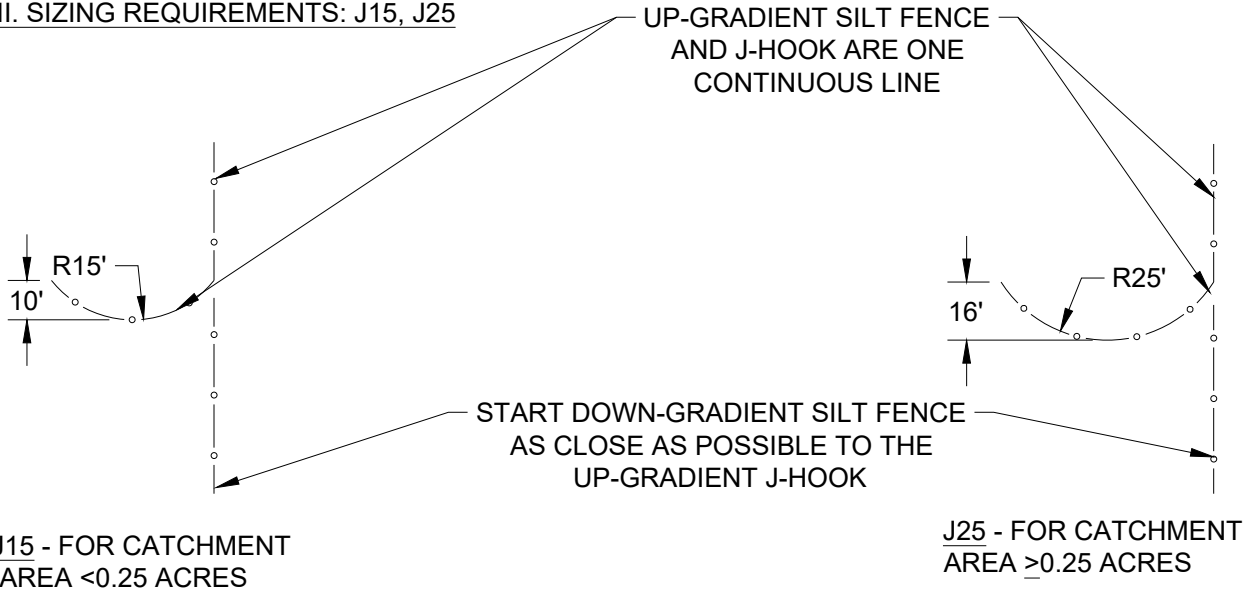 II. SIZING REQUIREMENTS: J15, J25
UP-GRADIENT SILT FENCE
AND J-HOOK ARE ONE
CONTINUOUS LINE
R15'
10'
R25'
16'
START DOWN-GRADIENT SILT FENCE
AS CLOSE AS POSSIBLE TO THE
UP-GRADIENT J-HOOK
J15 - FOR CATCHMENT
AREA <0.25 ACRES
J25 - FOR CATCHMENT
AREA ≥0.25 ACRES